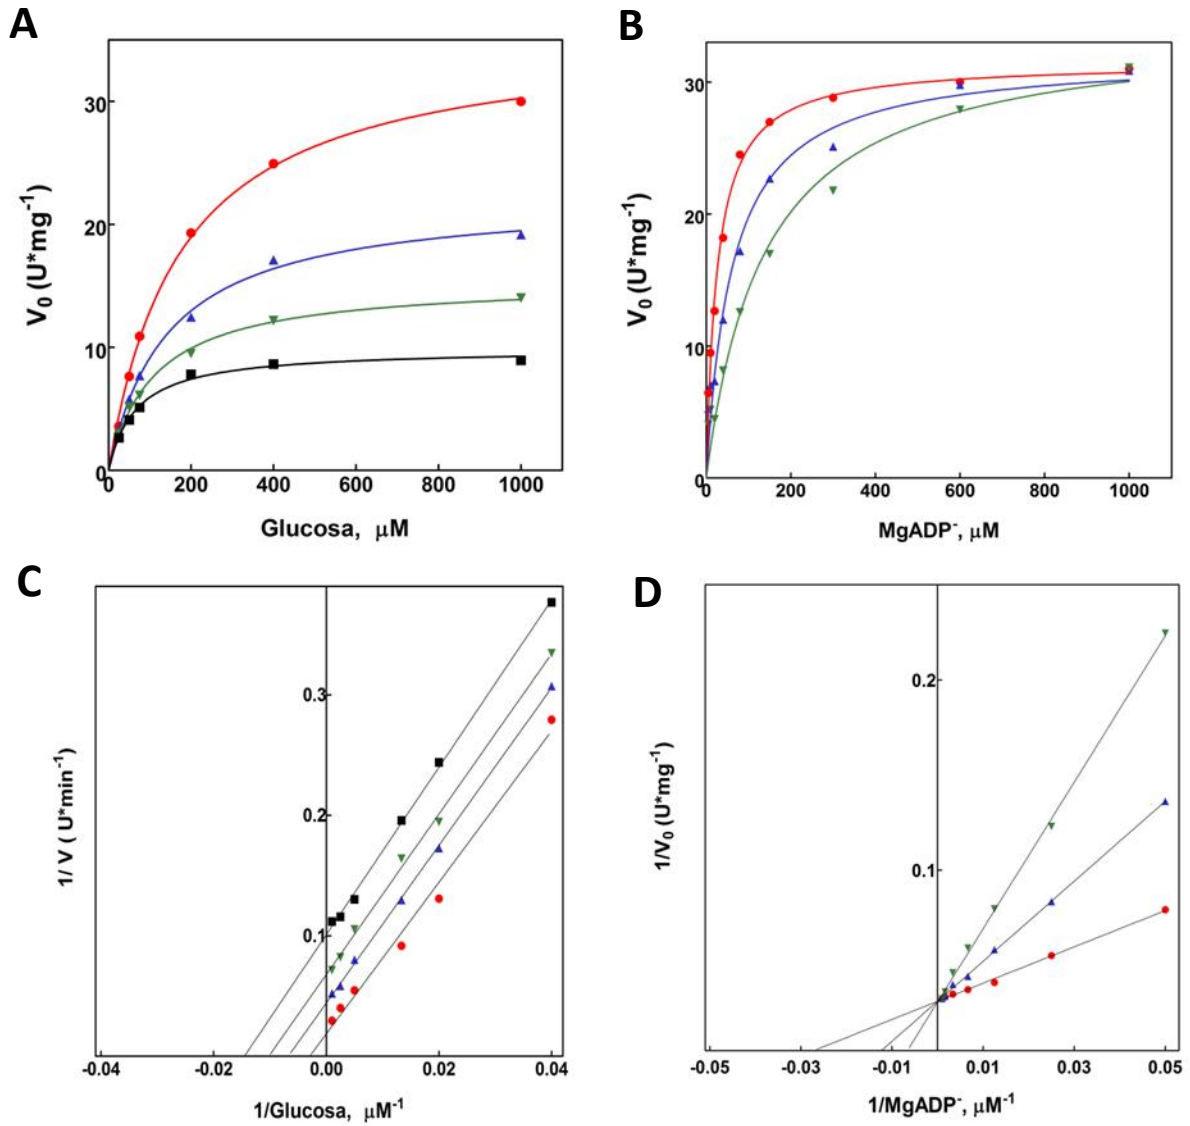 A
V₀ (U*mg⁻¹)
30
20
10
0
0 200 400 600 800 1000
Glucosa, μM
B
V₀ (U*mg⁻¹)
30
20
10
0
0 200 400 600 800 1000
MgADP⁻, μM
C
1/ V ( U*min⁻¹)
0.3
0.2
0.1
-0.04 -0.02 0.00 0.02 0.04
1/Glucosa, μM⁻¹
D
1/V₀ (U*mg⁻¹)
0.2
0.1
-0.05 -0.03 -0.01 0.01 0.03 0.05
1/MgADP⁻, μM⁻¹